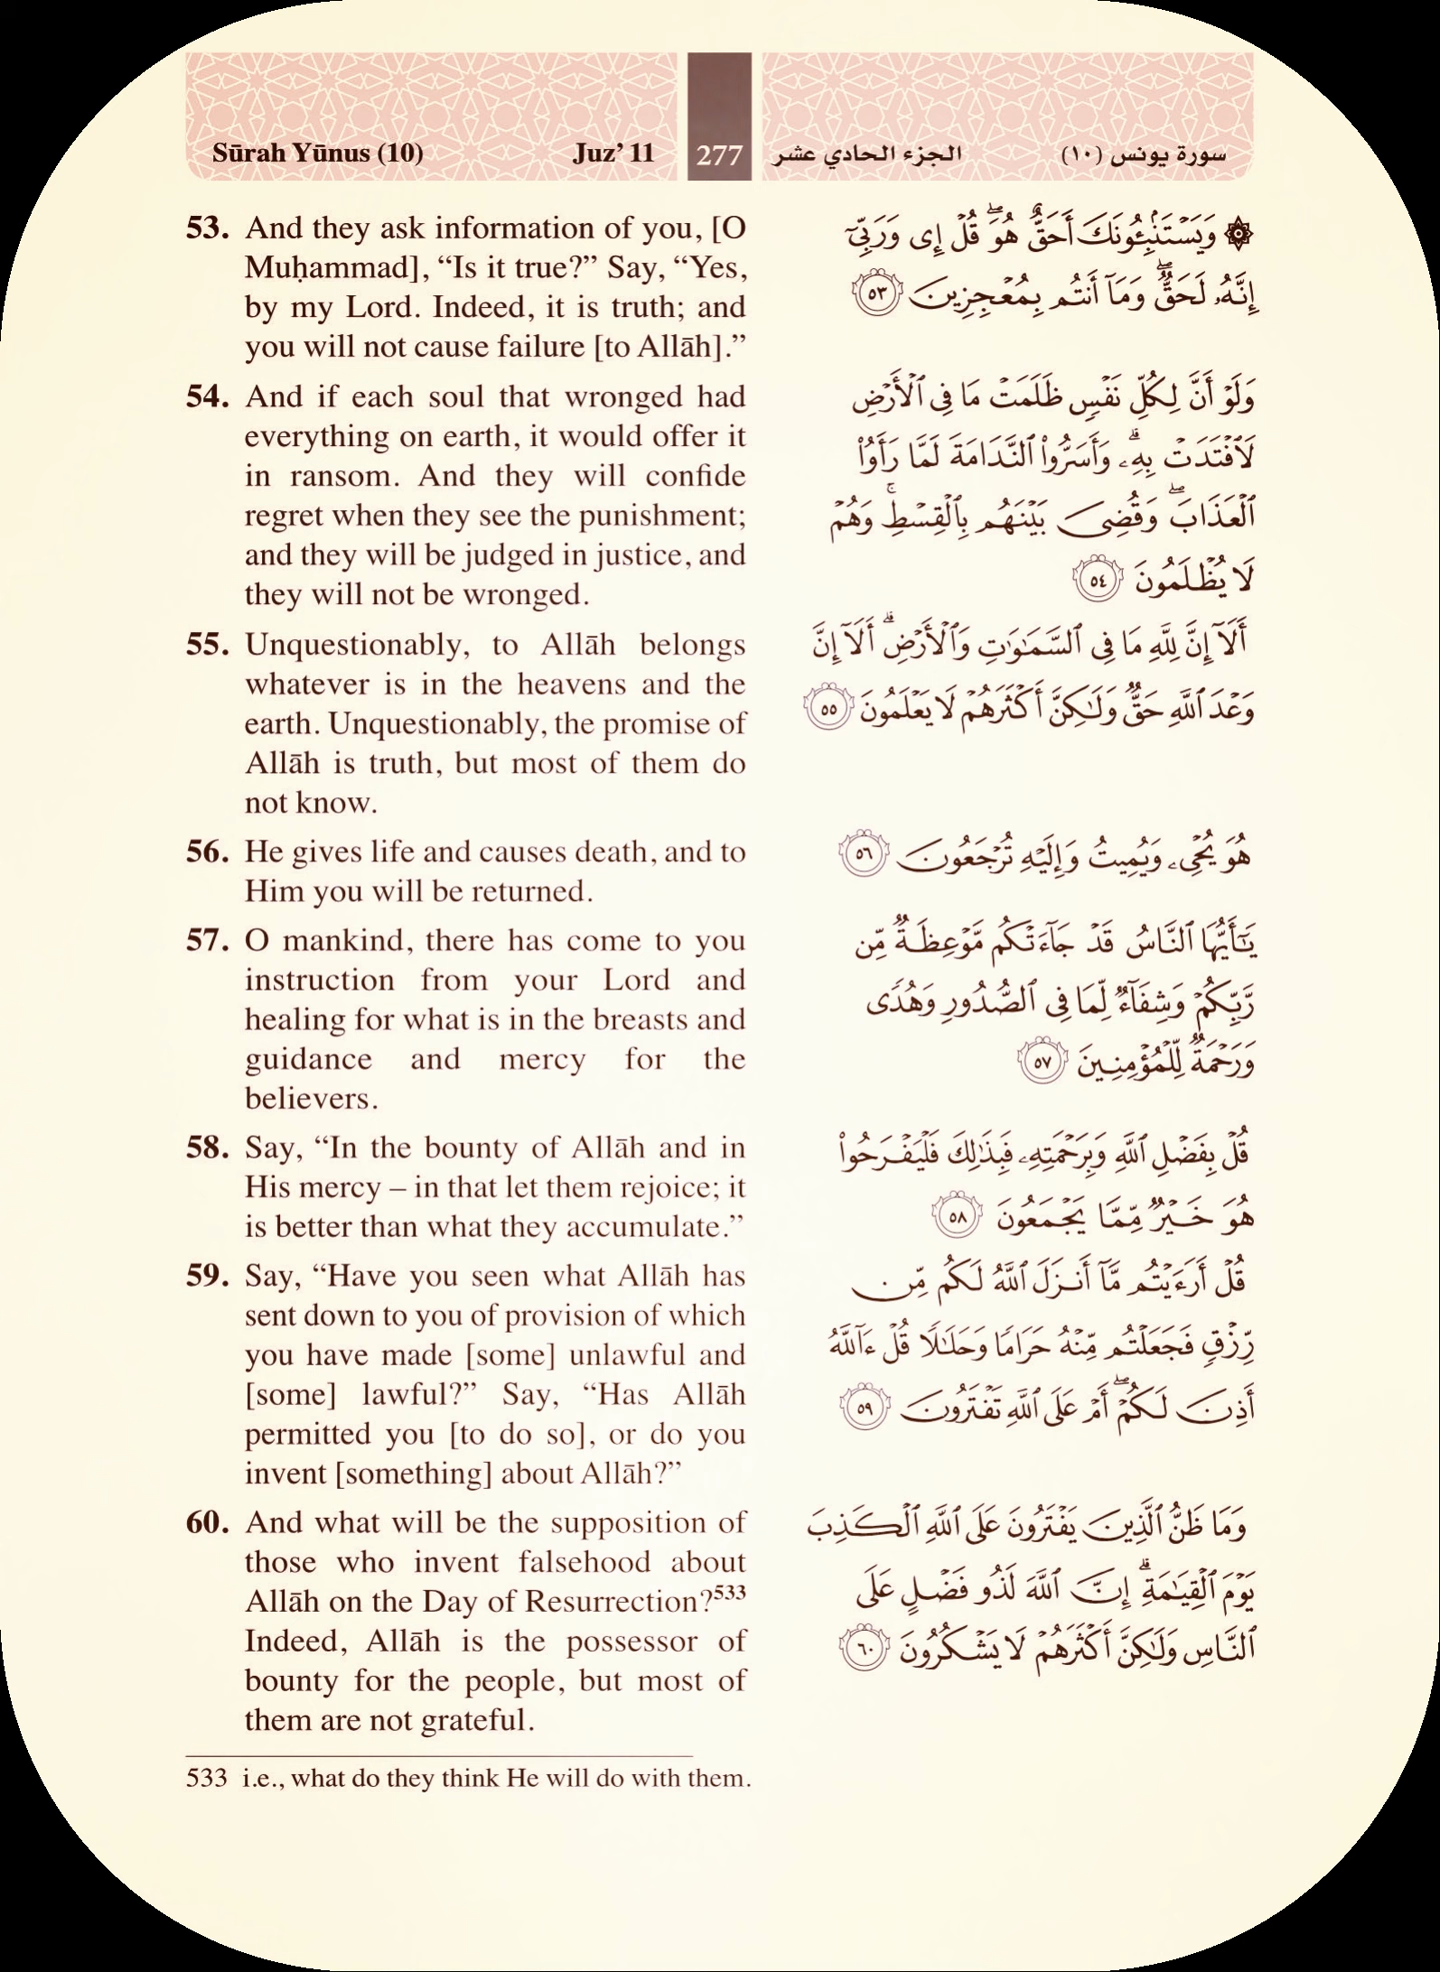 Sūrah Yūnus (10) Juz’ 11 277 الجزء الحادي عشر سورة يونس (١٠)
53. And they ask information of you, [O
Muḥammad], “Is it true?” Say, “Yes,
by my Lord. Indeed, it is truth; and
you will not cause failure [to Allāh].”
54. And if each soul that wronged had
everything on earth, it would offer it
in ransom. And they will confide
regret when they see the punishment;
and they will be judged in justice, and
they will not be wronged.
55. Unquestionably, to Allāh belongs
whatever is in the heavens and the
earth. Unquestionably, the promise of
Allāh is truth, but most of them do
not know.
56. He gives life and causes death, and to
Him you will be returned.
57. O mankind, there has come to you
instruction from your Lord and
healing for what is in the breasts and
guidance and mercy for the
believers.
58. Say, “In the bounty of Allāh and in
His mercy – in that let them rejoice; it
is better than what they accumulate.”
59. Say, “Have you seen what Allāh has
sent down to you of provision of which
you have made [some] unlawful and
[some] lawful?” Say, “Has Allāh
permitted you [to do so], or do you
invent [something] about Allāh?”
60. And what will be the supposition of
those who invent falsehood about
Allāh on the Day of Resurrection?533
Indeed, Allāh is the possessor of
bounty for the people, but most of
them are not grateful.
۞ وَيَسْتَنۢبِـُٔونَكَ أَحَقٌّ هُوَ ۖ قُلْ إِى وَرَبِّىٓ
إِنَّهُۥ لَحَقٌّ ۖ وَمَآ أَنتُم بِمُعْجِزِينَ ٥٣
وَلَوْ أَنَّ لِكُلِّ نَفْسٍ ظَلَمَتْ مَا فِى ٱلْأَرْضِ
لَٱفْتَدَتْ بِهِۦ ۗ وَأَسَرُّوا۟ ٱلنَّدَامَةَ لَمَّا رَأَوُا۟
ٱلْعَذَابَ ۖ وَقُضِىَ بَيْنَهُم بِٱلْقِسْطِ ۚ وَهُمْ
لَا يُظْلَمُونَ ٥٤
أَلَآ إِنَّ لِلَّهِ مَا فِى ٱلسَّمَـٰوَٰتِ وَٱلْأَرْضِ ۗ أَلَآ إِنَّ
وَعْدَ ٱللَّهِ حَقٌّ وَلَـٰكِنَّ أَكْثَرَهُمْ لَا يَعْلَمُونَ ٥٥
هُوَ يُحْىِۦ وَيُمِيتُ وَإِلَيْهِ تُرْجَعُونَ ٥٦
يَـٰٓأَيُّهَا ٱلنَّاسُ قَدْ جَآءَتْكُم مَّوْعِظَةٌ مِّن
رَّبِّكُمْ وَشِفَآءٌ لِّمَا فِى ٱلصُّدُورِ وَهُدًى
وَرَحْمَةٌ لِّلْمُؤْمِنِينَ ٥٧
قُلْ بِفَضْلِ ٱللَّهِ وَبِرَحْمَتِهِۦ فَبِذَٰلِكَ فَلْيَفْرَحُوا۟
هُوَ خَيْرٌ مِّمَّا يَجْمَعُونَ ٥٨
قُلْ أَرَءَيْتُم مَّآ أَنزَلَ ٱللَّهُ لَكُم مِّن
رِّزْقٍ فَجَعَلْتُم مِّنْهُ حَرَامًا وَحَلَـٰلًا قُلْ ءَآللَّهُ
أَذِنَ لَكُمْ ۖ أَمْ عَلَى ٱللَّهِ تَفْتَرُونَ ٥٩
وَمَا ظَنُّ ٱلَّذِينَ يَفْتَرُونَ عَلَى ٱللَّهِ ٱلْكَذِبَ
يَوْمَ ٱلْقِيَـٰمَةِ ۗ إِنَّ ٱللَّهَ لَذُو فَضْلٍ عَلَى
ٱلنَّاسِ وَلَـٰكِنَّ أَكْثَرَهُمْ لَا يَشْكُرُونَ ٦٠
533 i.e., what do they think He will do with them.